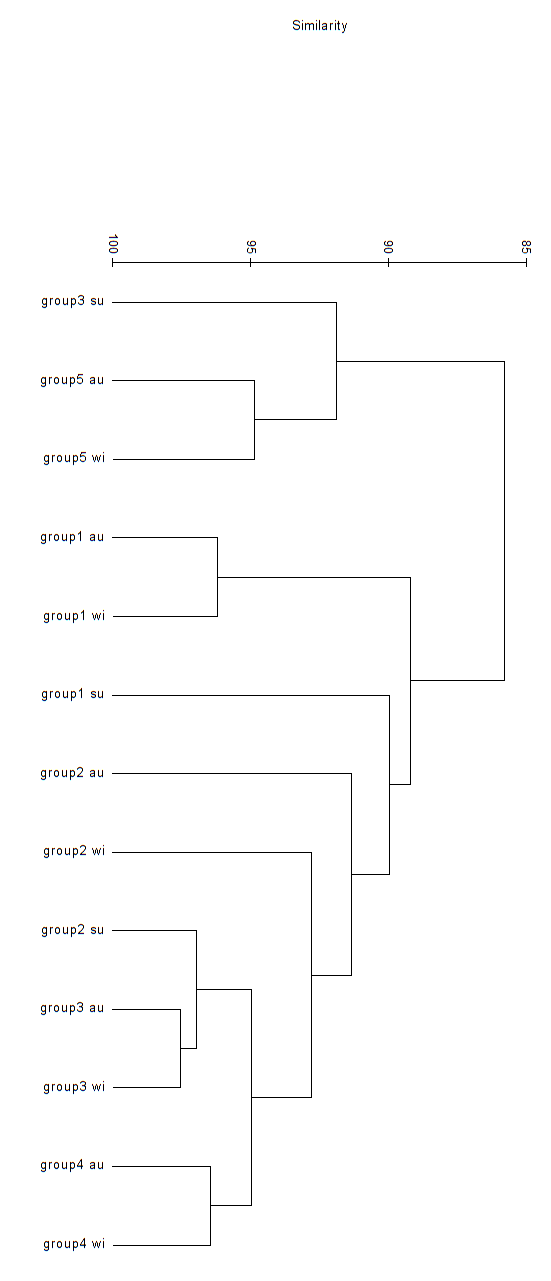 Similarity
100 95 90 85
group3 su
group5 au
group5 wi
group1 au
group1 wi
group1 su
group2 au
group2 wi
group2 su
group3 au
group3 wi
group4 au
group4 wi